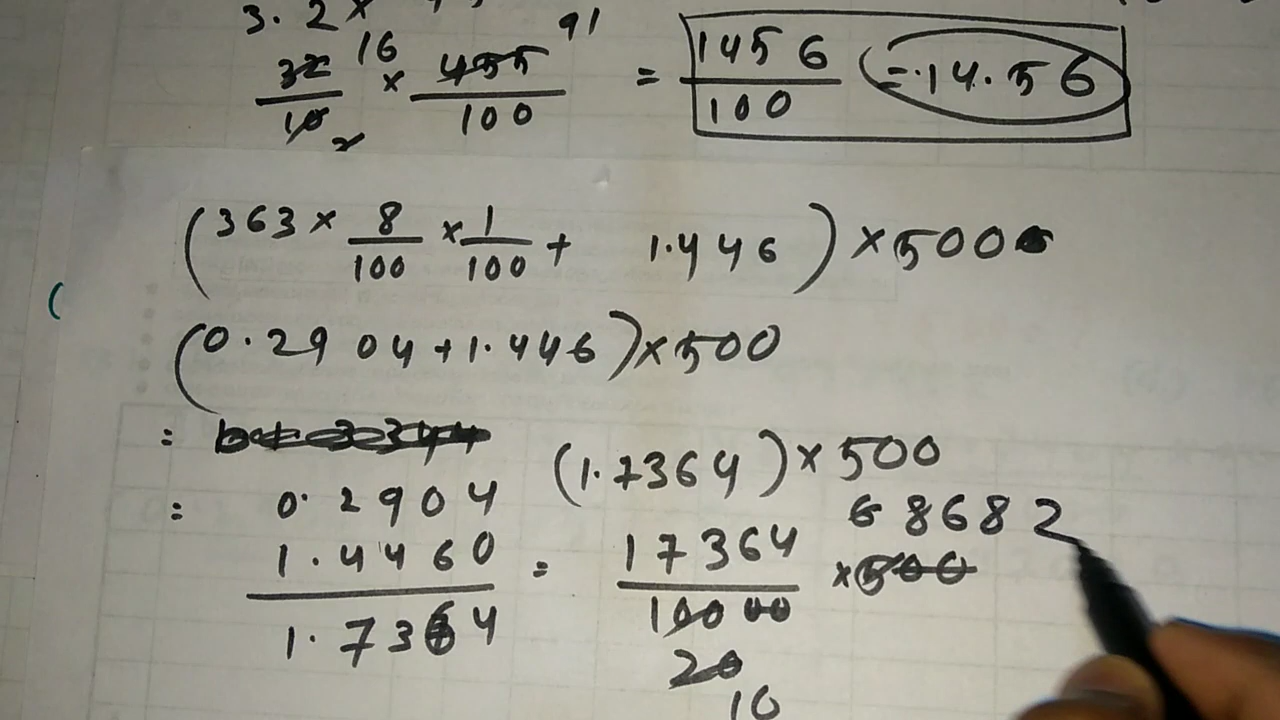 3.2×
32/10 16 2 × 455/100 91 = 1456/100 = 14.56
(363 × 8/100 × 1/100 + 1.446) × 500
(0.2904 + 1.446) × 500
=
(1.7364) × 500
= 0.2904
8682
1.4460 = 17364/10000 × 500
1.7364
20
10